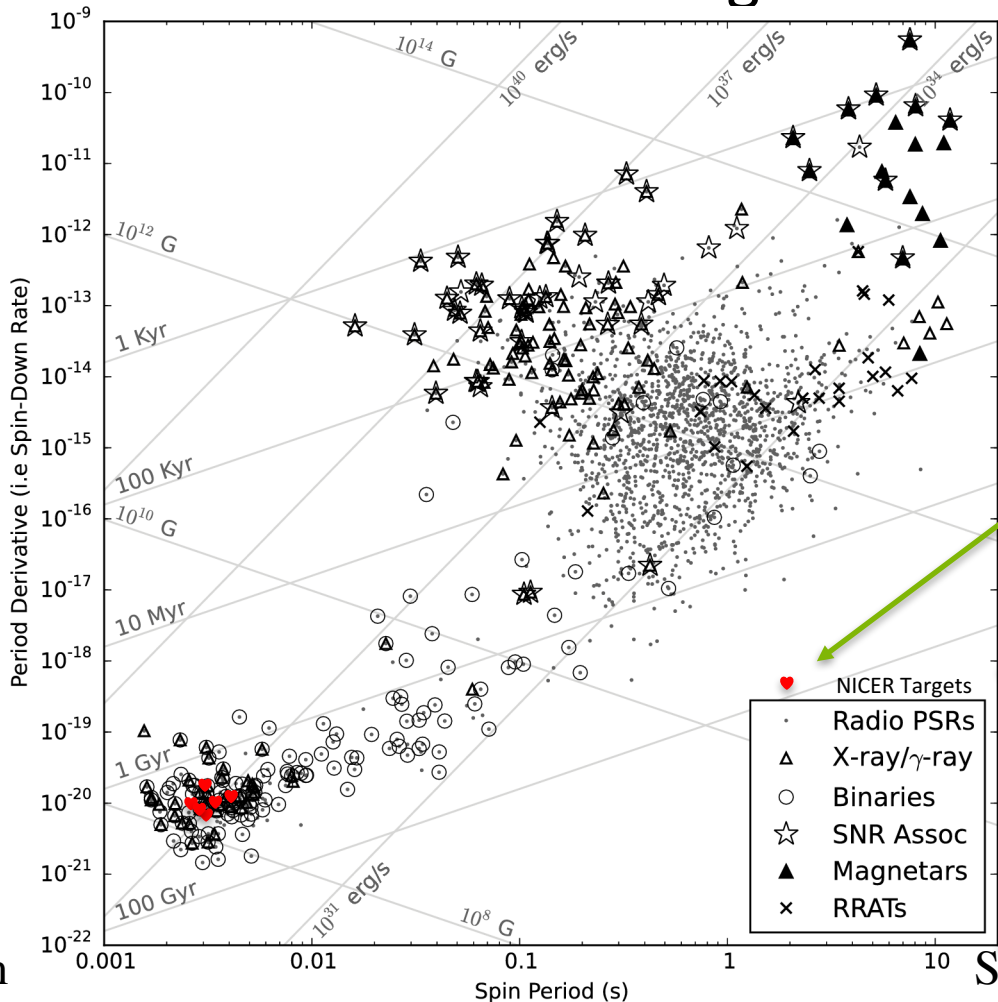 g
10^-9
10^-10
10^-11
10^-12
10^-13
10^-14
10^-15
10^-16
10^-17
10^-18
10^-19
10^-20
10^-21
10^-22
Period Derivative (i.e Spin-Down Rate)
10^14 G
10^40 erg/s
10^37 erg/s
10^34 erg/s
10^12 G
1 Kyr
100 Kyr
10^10 G
10 Myr
1 Gyr
100 Gyr
10^31 erg/s
10^8 G
NICER Targets
Radio PSRs
X-ray/γ-ray
Binaries
SNR Assoc
Magnetars
RRATs
0.001 0.01 0.1 1 10
Spin Period (s)
S